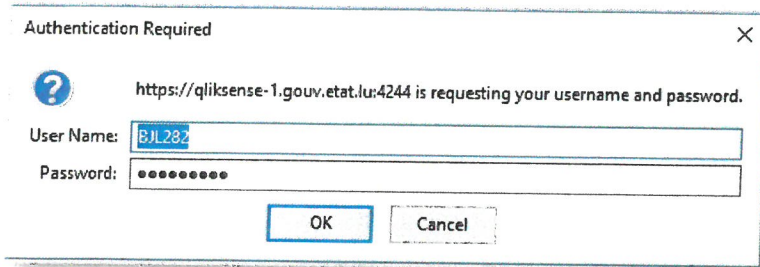 Authentication Required
https://qliksense-1.gouv.etat.lu:4244 is requesting your username and password.
User Name: BJL282
Password: ●●●●●●●●●
OK Cancel